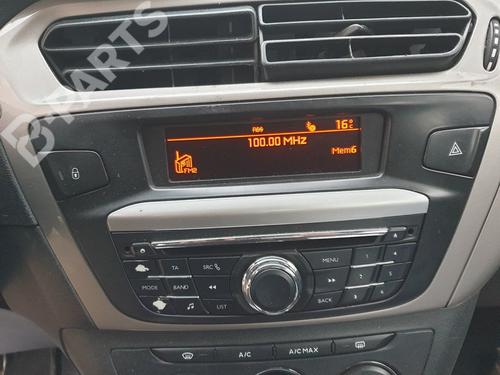 B-PARTS
RDS 16°C
100.00 MHz
Mem6
FM2
TA SRC MENU
MODE BAND
LIST BACK
A/C A/C MAX